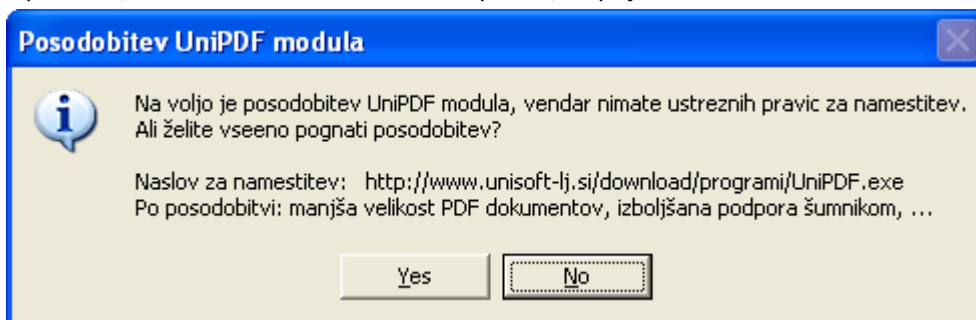 Posodobitev UniPDF modula
Na voljo je posodobitev UniPDF modula, vendar nimate ustreznih pravic za namestitev.
Ali želite vseeno pognati posodobitev?
Naslov za namestitev: http://www.unisoft-lj.si/download/programi/UniPDF.exe
Po posodobitvi: manjša velikost PDF dokumentov, izboljšana podpora šumnikom, ...
Yes No